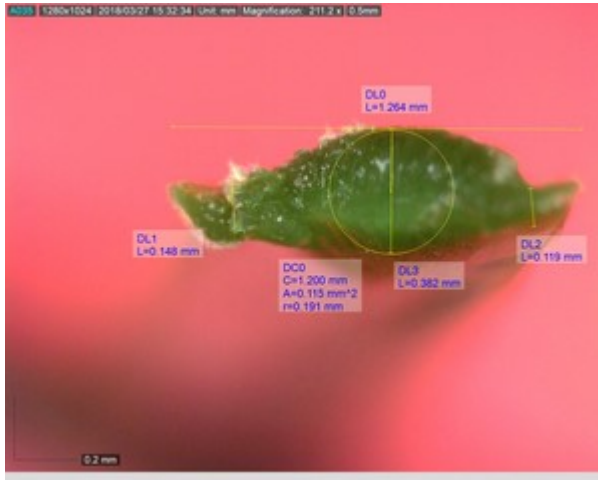 A035 1280x1024 2018/03/27 15:32:34 Unit: mm Magnification: 211.2 x 0.5mm
DL0
L=1.264 mm
DL1
L=0.148 mm
DL2
L=0.119 mm
DC0
C=1.200 mm
A=0.115 mm^2
r=0.191 mm
DL3
L=0.382 mm
0.2 mm